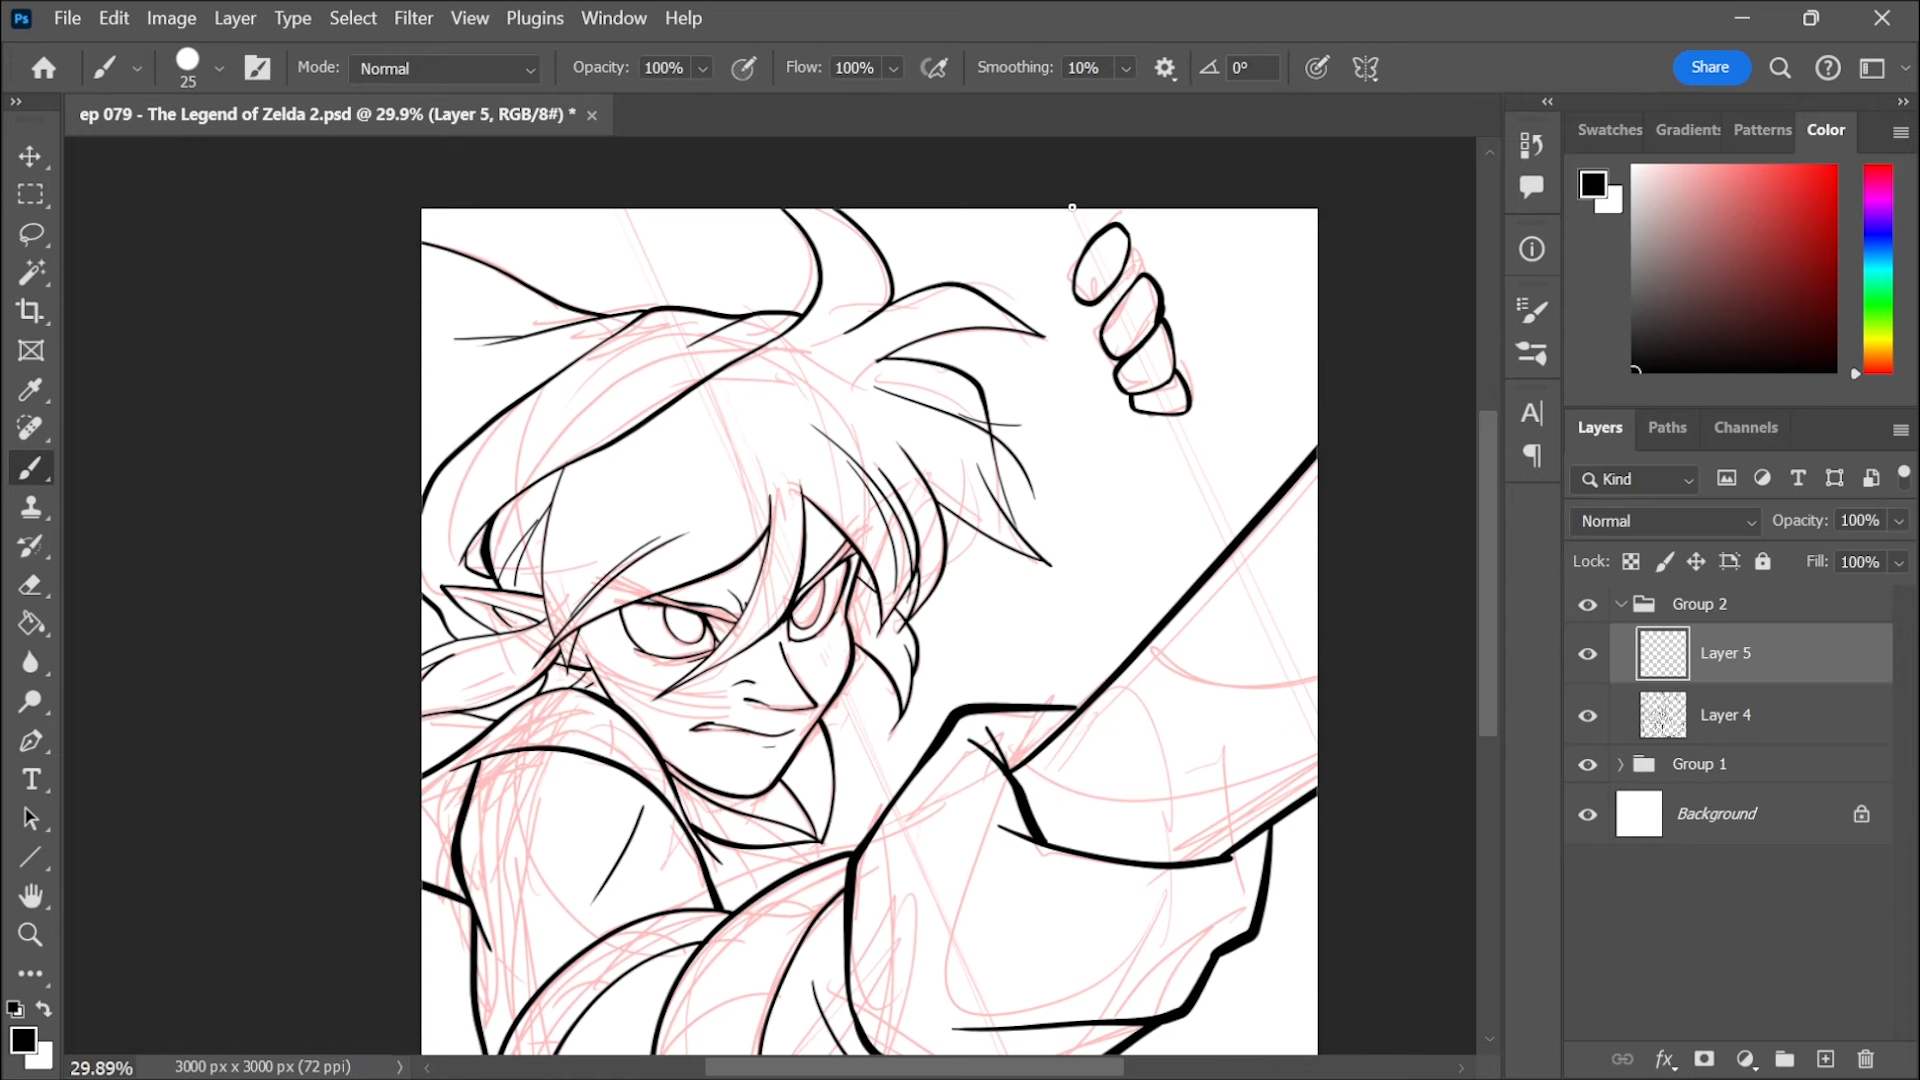 Ps File Edit Image Layer Type Select Filter View Plugins Window Help
25 Mode: Normal Opacity: 100% Flow: 100% Smoothing: 10% 0° Share
ep 079 - The Legend of Zelda 2.psd @ 29.9% (Layer 5, RGB/8#) *
Swatches Gradients Patterns Color
Layers Paths Channels
Kind
Normal Opacity: 100%
Lock: Fill: 100%
Group 2
Layer 5
Layer 4
Group 1
Background
29.89% 3000 px x 3000 px (72 ppi)